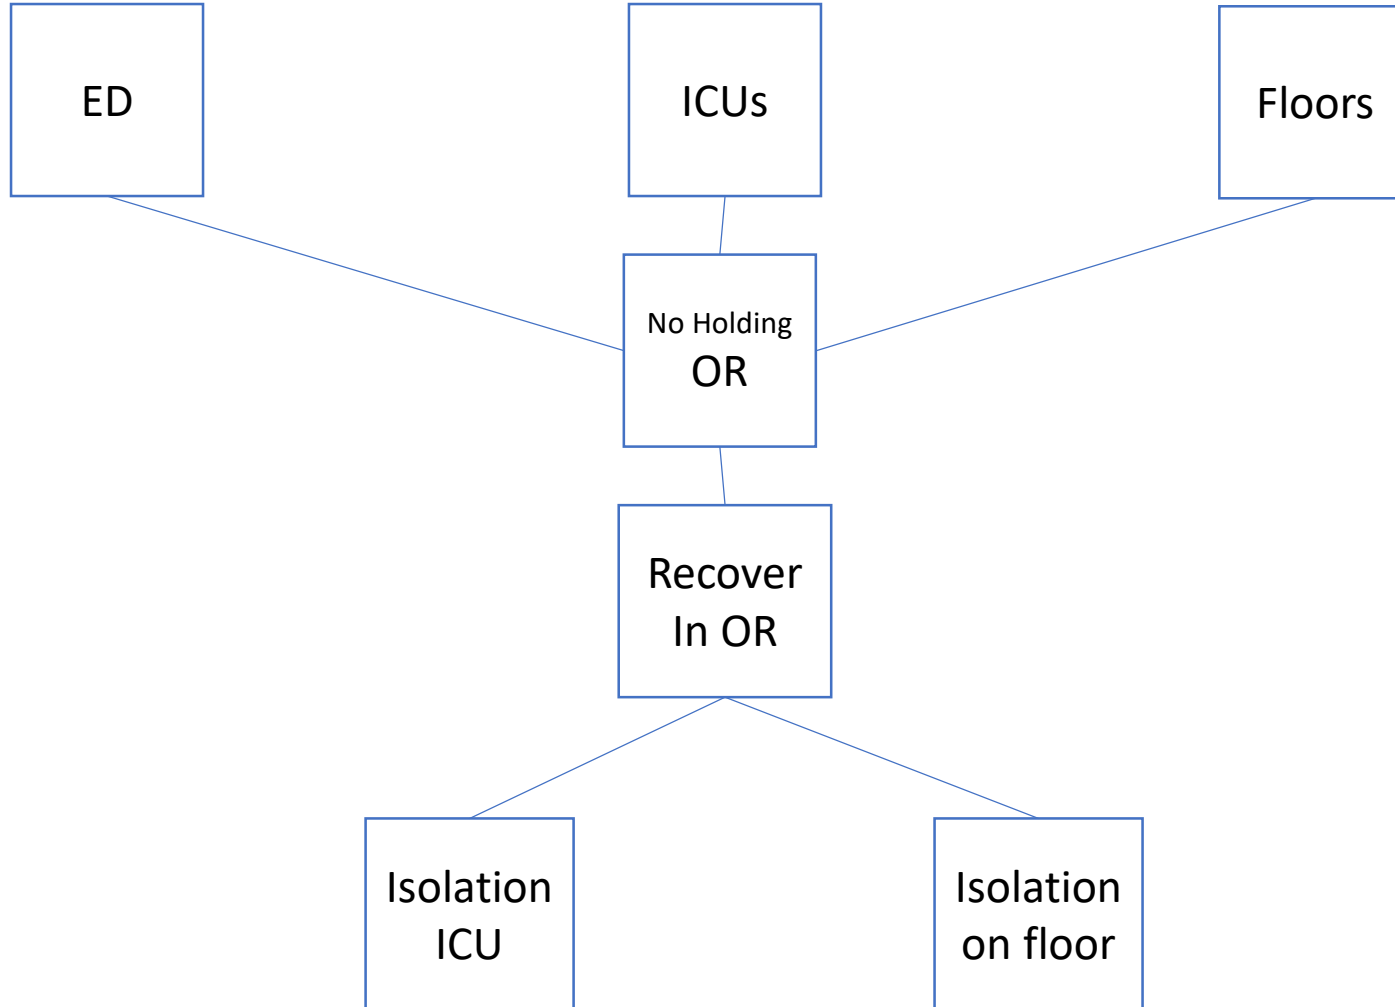 ED
ICUs
Floors
No Holding
OR
Recover
In OR
Isolation
ICU
Isolation
on floor